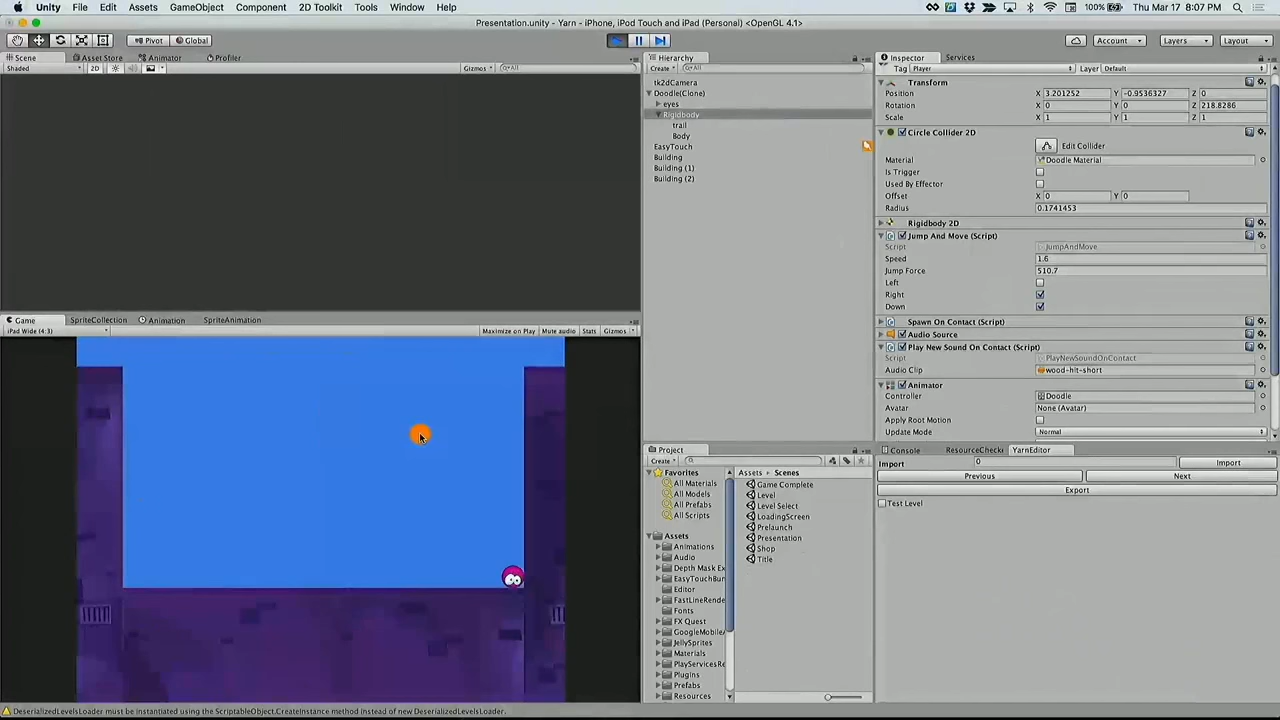 Unity File Edit Assets GameObject Component 2D Toolkit Tools Window Help 100% Thu Mar 17 8:07 PM
Presentation.unity - Yarn - iPhone, iPod Touch and iPad (Personal) <OpenGL 4.1>
Pivot Global Account Layers Layout
Scene Asset Store Animator Profiler
Shaded 2D Gizmos All
Hierarchy
Create All
tk2dCamera
Doodle(Clone)
eyes
Rigidbody
trail
Body
EasyTouch
Building
Building (1)
Building (2)
Inspector Services
Tag Player Layer Default
Transform
Position X 3.201252 Y -0.9536327 Z 0
Rotation X 0 Y 0 Z 218.8286
Scale X 1 Y 1 Z 1
Circle Collider 2D
Edit Collider
Material Doodle Material
Is Trigger
Used By Effector
Offset X 0 Y 0
Radius 0.1741453
Rigidbody 2D
Jump And Move (Script)
Script JumpAndMove
Speed 1.6
Jump Force 510.7
Left
Right
Down
Spawn On Contact (Script)
Audio Source
Play New Sound On Contact (Script)
Script PlayNewSoundOnContact
Audio Clip wood-hit-short
Animator
Controller Doodle
Avatar None (Avatar)
Apply Root Motion
Update Mode Normal
Game SpriteCollection Animation SpriteAnimation
iPad Wide (4:3) Maximize on Play Mute audio Stats Gizmos
Project
Create
Favorites
All Materials
All Models
All Prefabs
All Scripts
Assets
Animations
Audio
Depth Mask Ex
EasyTouchBun
Editor
FastLineRende
Fonts
FX Quest
GoogleMobileA
JellySprites
Materials
PlayServicesRe
Plugins
Prefabs
Resources
Assets Scenes
Game Complete
Level
Level Select
LoadingScreen
Prelaunch
Presentation
Shop
Title
Console ResourceChecke YarnEditor
Import 0 Import
Previous Next
Export
Test Level
DeserializedLevelsLoader must be instantiated using the ScriptableObject.CreateInstance method instead of new DeserializedLevelsLoader.